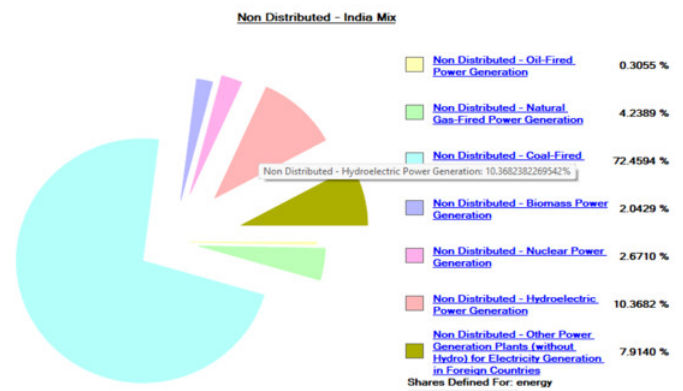 Non Distributed - India Mix
Non Distributed - Oil-Fired
Power Generation
0.3055 %
Non Distributed - Natural
Gas-Fired Power Generation
4.2389 %
Non Distributed - Coal-Fired
72.4594 %
Non Distributed - Hydroelectric Power Generation: 10.3682382269542%
Non Distributed - Biomass Power
Generation
2.0429 %
Non Distributed - Nuclear Power
Generation
2.6710 %
Non Distributed - Hydroelectric
Power Generation
10.3682 %
Non Distributed - Other Power
Generation Plants (without
Hydro) for Electricity Generation
in Foreign Countries
7.9140 %
Shares Defined For: energy